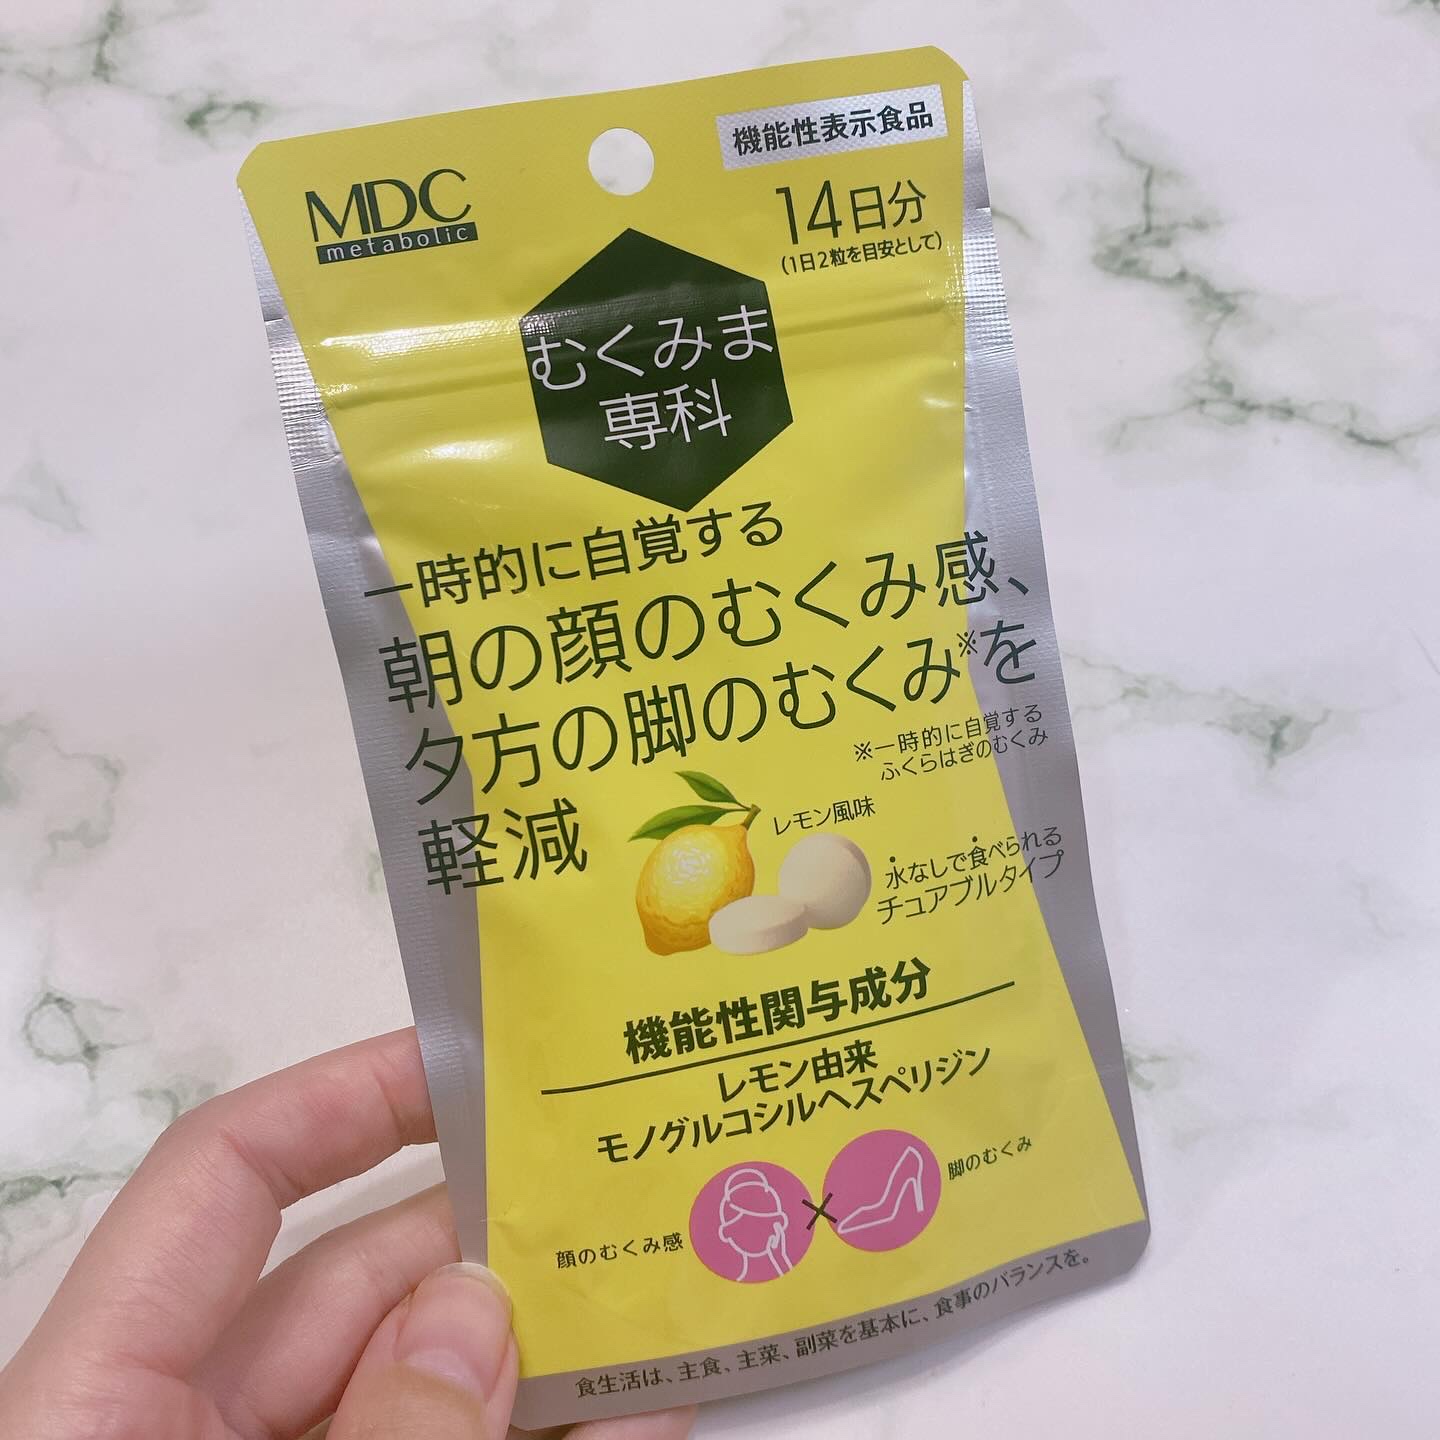 機能性表示食品
MDC
metabolic
14日分
(1日2粒を目安として)
むくみま
専科
一時的に自覚する
朝の顔のむくみ感、
夕方の脚のむくみ※を
軽減
※一時的に自覚する
ふくらはぎのむくみ
レモン風味
水なしで食べられる
チュアブルタイプ
機能性関与成分
レモン由来
モノグルコシルヘスペリジン
顔のむくみ感
×
脚のむくみ
食生活は、主食、主菜、副菜を基本に、食事のバランスを。